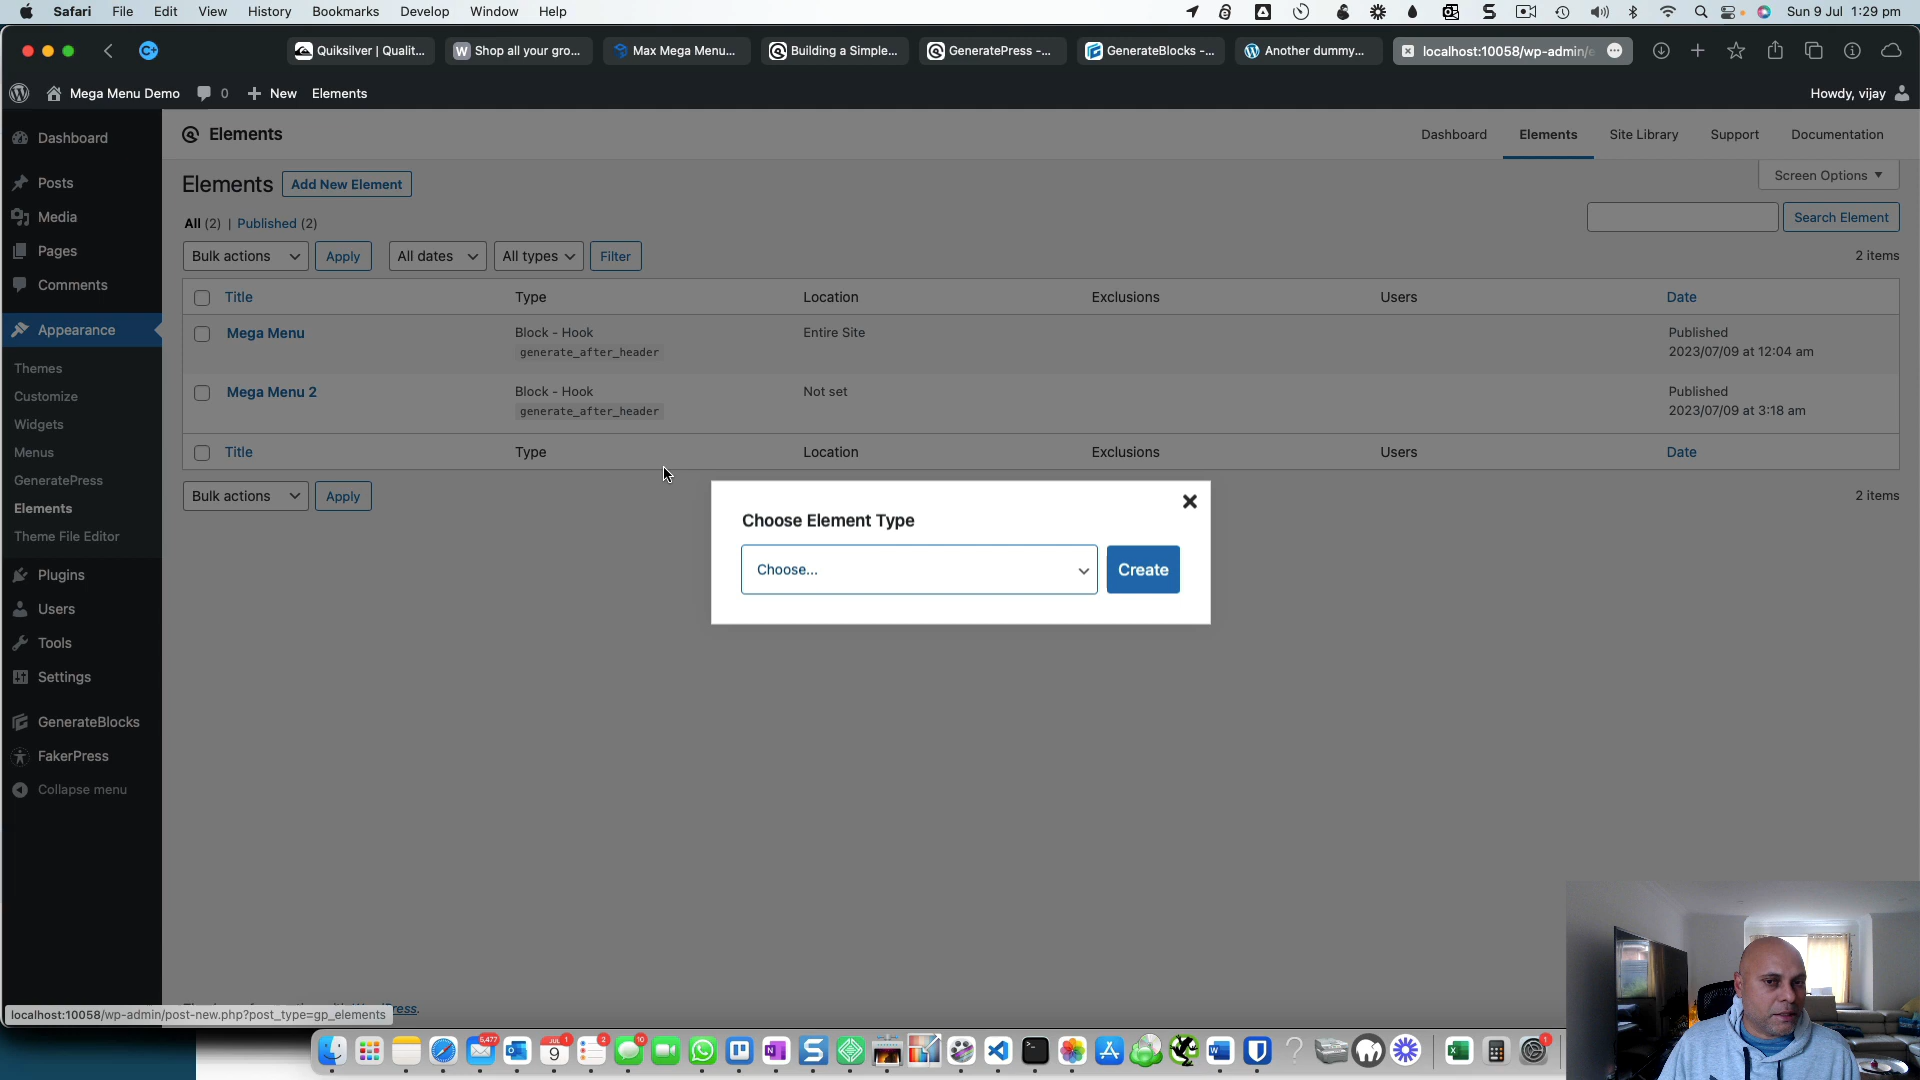 Safari File Edit View History Bookmarks Develop Window Help Sun 9 Jul 1:29 pm
Quiksilver | Qualit... Shop all your gro... Max Mega Menu... Building a Simple... GeneratePress -... GenerateBlocks -... Another dummy... localhost:10058/wp-admin/
Mega Menu Demo 0 New Elements Howdy, vijay
Dashboard
Posts
Media
Pages
Comments
Appearance
Themes
Customize
Widgets
Menus
GeneratePress
Elements
Theme File Editor
Plugins
Users
Tools
Settings
GenerateBlocks
FakerPress
Collapse menu
Elements Dashboard Elements Site Library Support Documentation
Elements Add New Element Screen Options
All (2) | Published (2) Search Element
Bulk actions Apply All dates All types Filter 2 items
Title Type Location Exclusions Users Date
Mega Menu Block - Hook Entire Site Published
generate_after_header 2023/07/09 at 12:04 am
Mega Menu 2 Block - Hook Not set Published
generate_after_header 2023/07/09 at 3:18 am
Title Type Location Exclusions Users Date
Bulk actions Apply 2 items
Choose Element Type
Choose... Create
localhost:10058/wp-admin/post-new.php?post_type=gp_elements
5,477 JUL 9 1 2 10 1